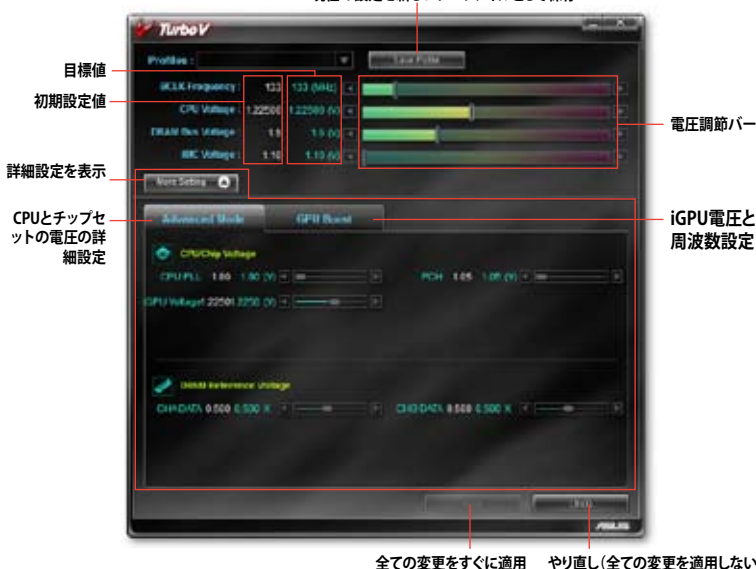 TurboV
Profiles :
Save Profile
目標値
BCLK Frequency : 133 133 (MHz)
初期設定値
CPU Voltage : 1.22500 1.22500 (V)
電圧調節バー
DRAM Bus Voltage : 1.5 1.5 (V)
IMC Voltage : 1.10 1.10 (V)
詳細設定を表示
More Setting
CPUとチップセットの電圧の詳細設定
Advanced Mode
GPU Boost
iGPU電圧と
周波数設定
CPU/Chip Voltage
CPU PLL 1.80 1.80 (V)
PCH 1.05 1.05 (V)
DRAM Reference Voltage
0.500 0.500 X
0.500 0.500 X
ASUS
全ての変更をすぐに適用
やり直し(全ての変更を適用しない